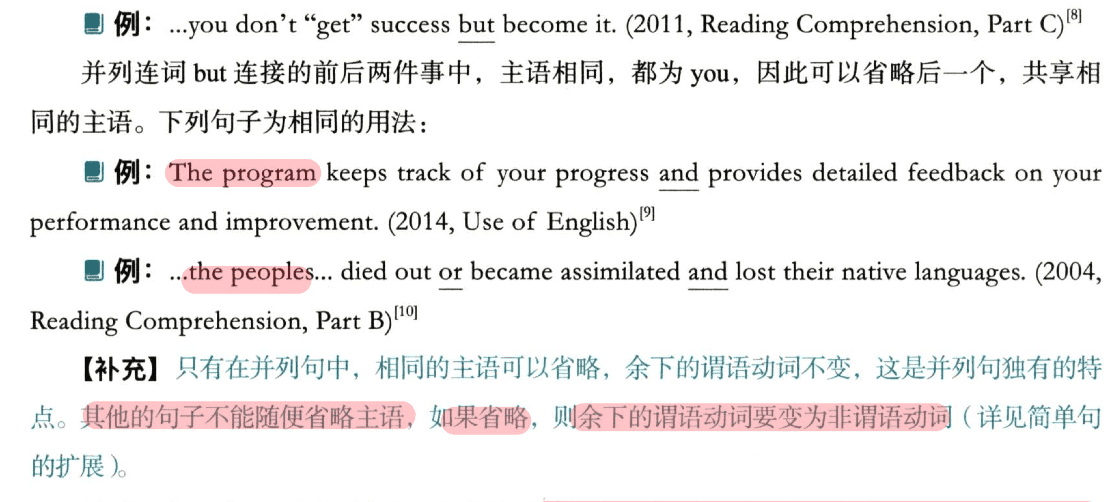 例：...you don't “get” success but become it. (2011, Reading Comprehension, Part C)[8]
并列连词 but 连接的前后两件事中，主语相同，都为 you，因此可以省略后一个，共享相
同的主语。下列句子为相同的用法：
例：The program keeps track of your progress and provides detailed feedback on your
performance and improvement. (2014, Use of English)[9]
例：...the peoples... died out or became assimilated and lost their native languages. (2004,
Reading Comprehension, Part B)[10]
【补充】只有在并列句中，相同的主语可以省略，余下的谓语动词不变，这是并列句独有的特
点。其他的句子不能随便省略主语，如果省略，则余下的谓语动词要变为非谓语动词（详见简单句
的扩展）。